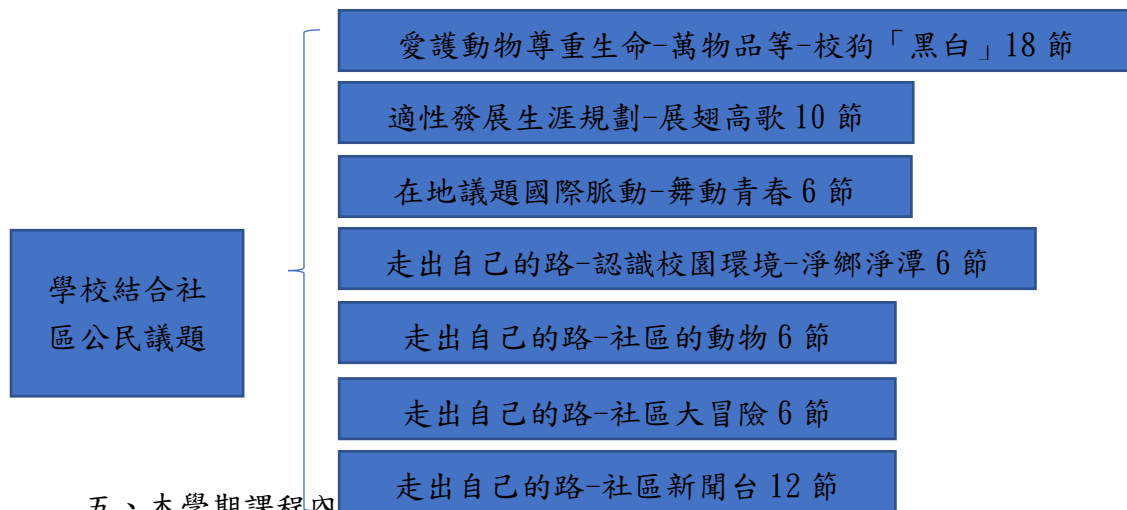 愛護動物尊重生命-萬物品等-校狗「黑白」18 節
適性發展生涯規劃-展翅高歌 10 節
在地議題國際脈動-舞動青春 6 節
走出自己的路-認識校園環境-淨鄉淨潭 6 節
學校結合社
區公民議題
走出自己的路-社區的動物 6 節
走出自己的路-社區大冒險 6 節
走出自己的路-社區新聞台 12 節
五、本學期課程內